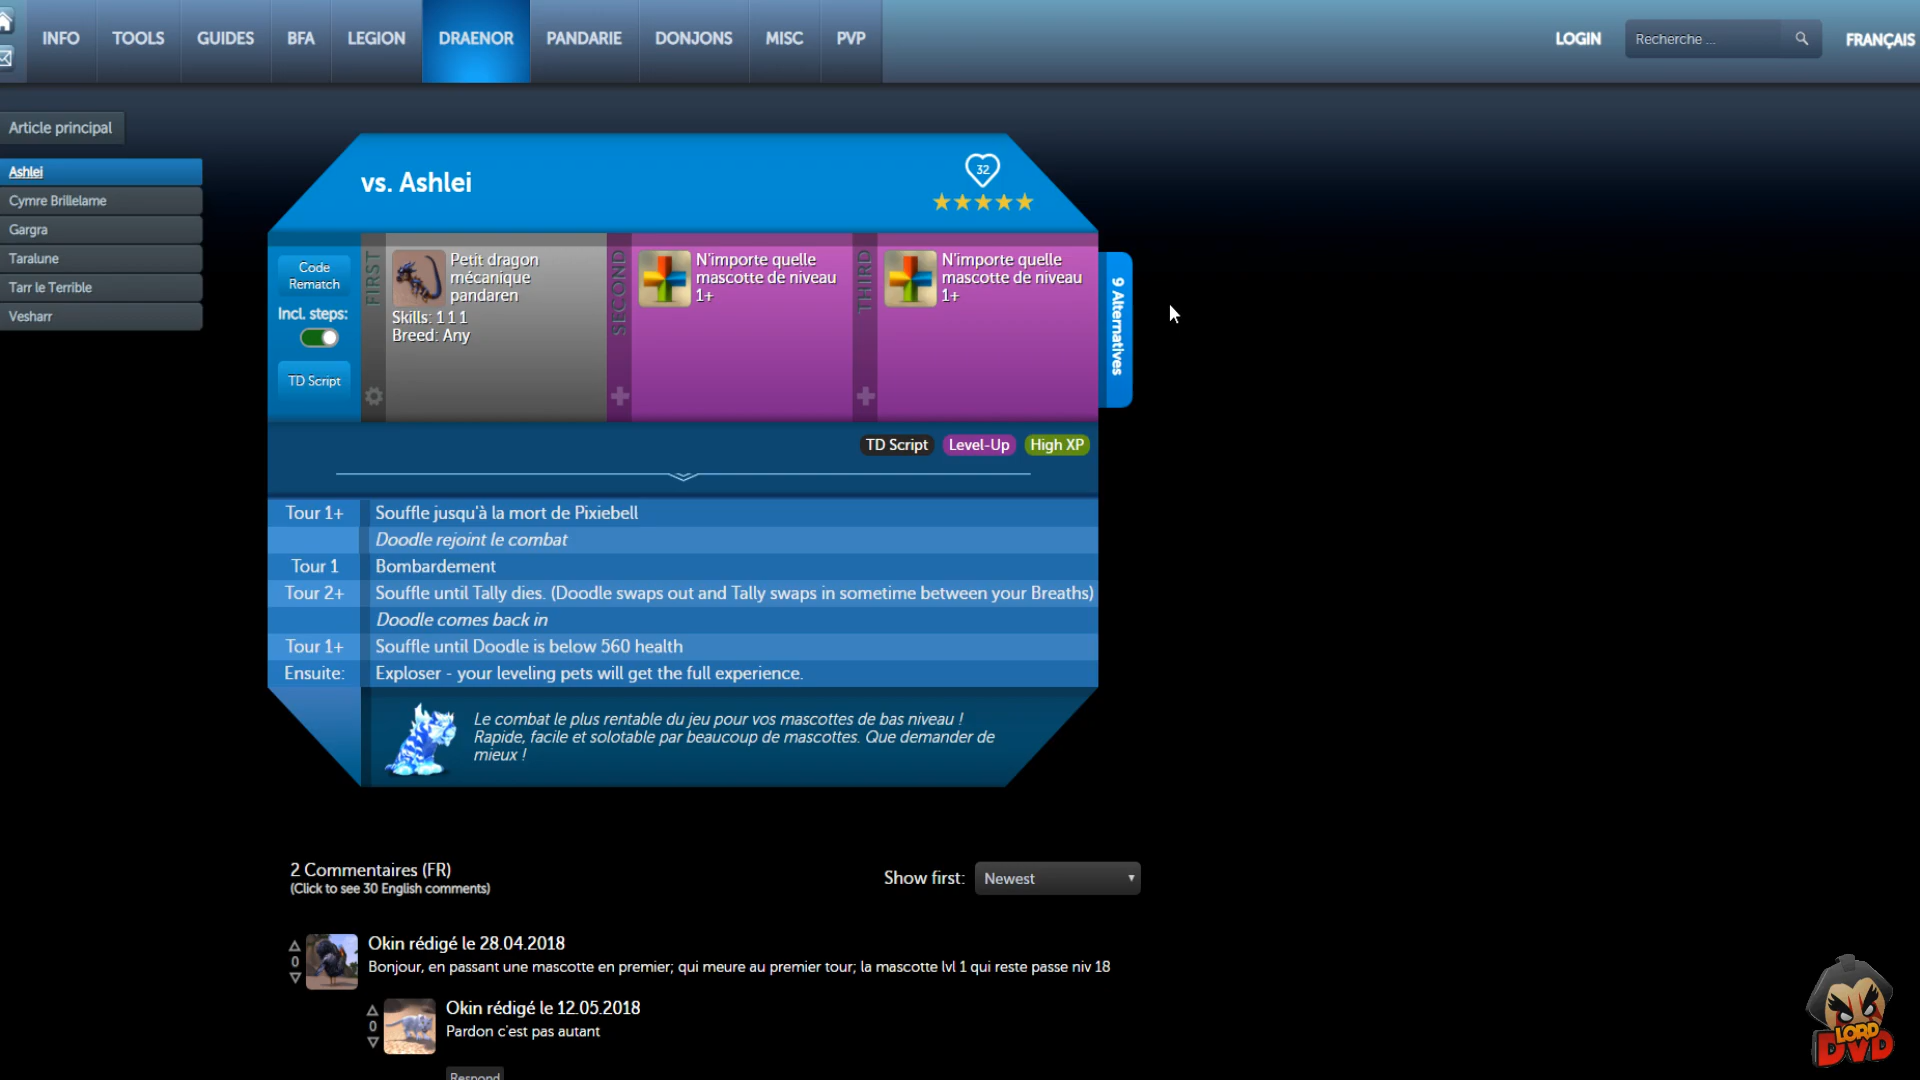 INFO
TOOLS
GUIDES
BFA
LEGION
DRAENOR
PANDARIE
DONJONS
MISC
PVP
LOGIN
Recherche ...
FRANÇAIS
Article principal
Ashlei
Cymre Brillelame
Gargra
Taralune
Tarr le Terrible
Vesharr
vs. Ashlei
32
Code
Rematch
Incl. steps:
TD Script
FIRST
Petit dragon
mécanique
pandaren
Skills: 1 1 1
Breed: Any
SECOND
N'importe quelle
mascotte de niveau
1+
THIRD
N'importe quelle
mascotte de niveau
1+
9 Alternatives
TD Script
Level-Up
High XP
Tour 1+ Souffle jusqu'à la mort de Pixiebell
Doodle rejoint le combat
Tour 1 Bombardement
Tour 2+ Souffle until Tally dies. (Doodle swaps out and Tally swaps in sometime between your Breaths)
Doodle comes back in
Tour 1+ Souffle until Doodle is below 560 health
Ensuite: Exploser - your leveling pets will get the full experience.
Le combat le plus rentable du jeu pour vos mascottes de bas niveau !
Rapide, facile et solotable par beaucoup de mascottes. Que demander de
mieux !
2 Commentaires (FR)
(Click to see 30 English comments)
Show first:
Newest
Okin rédigé le 28.04.2018
0
Bonjour, en passant une mascotte en premier; qui meure au premier tour; la mascotte lvl 1 qui reste passe niv 18
Okin rédigé le 12.05.2018
0
Pardon c'est pas autant
Respond
LORD
DVD